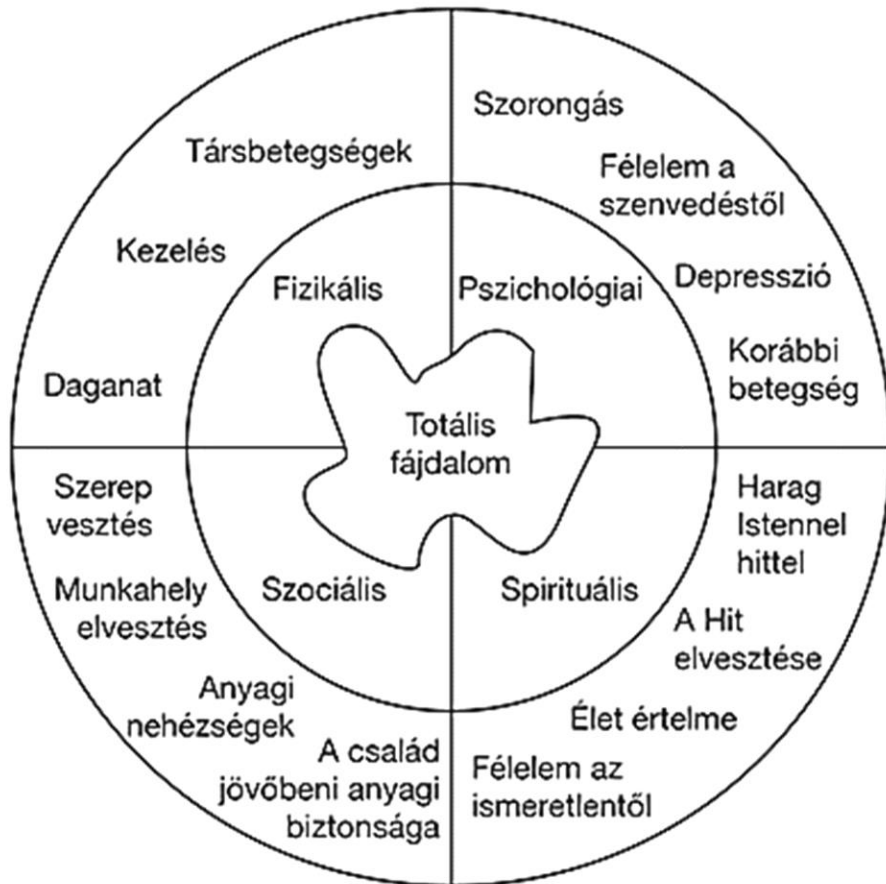 Társbetegségek
Kezelés
Daganat
Fizikális
Szorongás
Félelem a
szenvedéstől
Depresszió
Korábbi
betegség
Pszichológiai
Totális
fájdalom
Szerep
vesztés
Munkahely
elvesztés
Anyagi
nehézségek
A család
jövőbeni anyagi
biztonsága
Szociális
Spirituális
Harag
Istennel
hittel
A Hit
elvesztése
Élet értelme
Félelem az
ismeretlentől